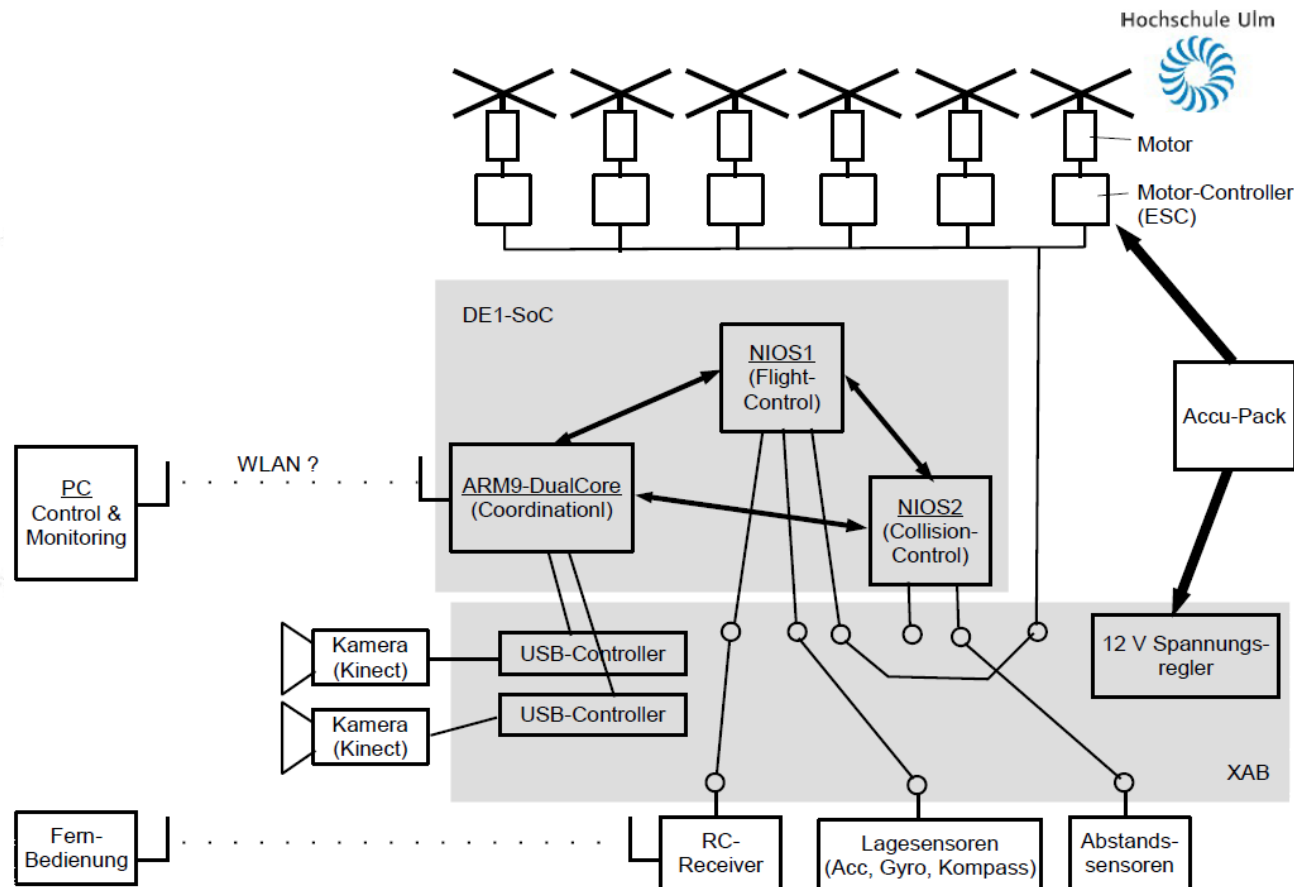 Hochschule Ulm
Motor
Motor-Controller
(ESC)
DE1-SoC
NIOS1
(Flight-
Control)
Accu-Pack
PC
Control &
Monitoring
WLAN ?
ARM9-DualCore
(Coordinationl)
NIOS2
(Collision-
Control)
Kamera
(Kinect)
USB-Controller
12 V Spannungs-
regler
Kamera
(Kinect)
USB-Controller
XAB
Fern-
Bedienung
RC-
Receiver
Lagesensoren
(Acc, Gyro, Kompass)
Abstands-
sensoren